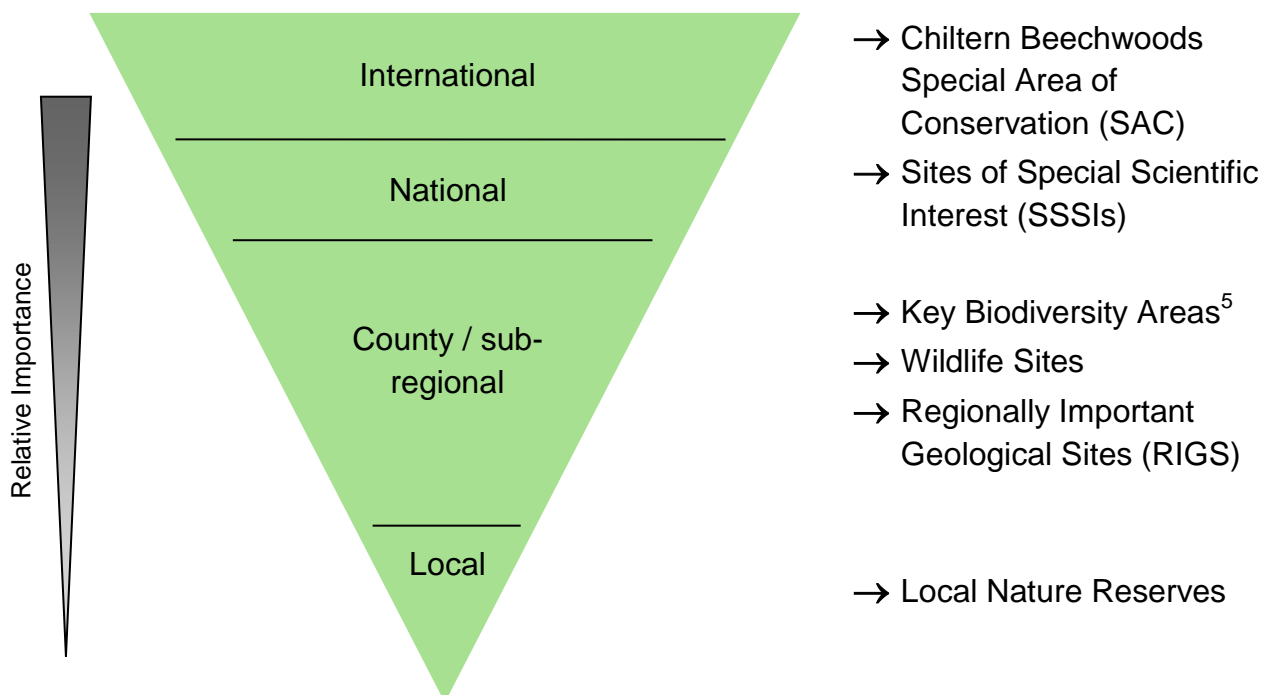 International
→ Chiltern Beechwoods
Special Area of
Conservation (SAC)
National
→ Sites of Special Scientific
Interest (SSSIs)
Relative Importance
County / sub-
regional
→ Key Biodiversity Areas⁵
→ Wildlife Sites
→ Regionally Important
Geological Sites (RIGS)
Local
→ Local Nature Reserves